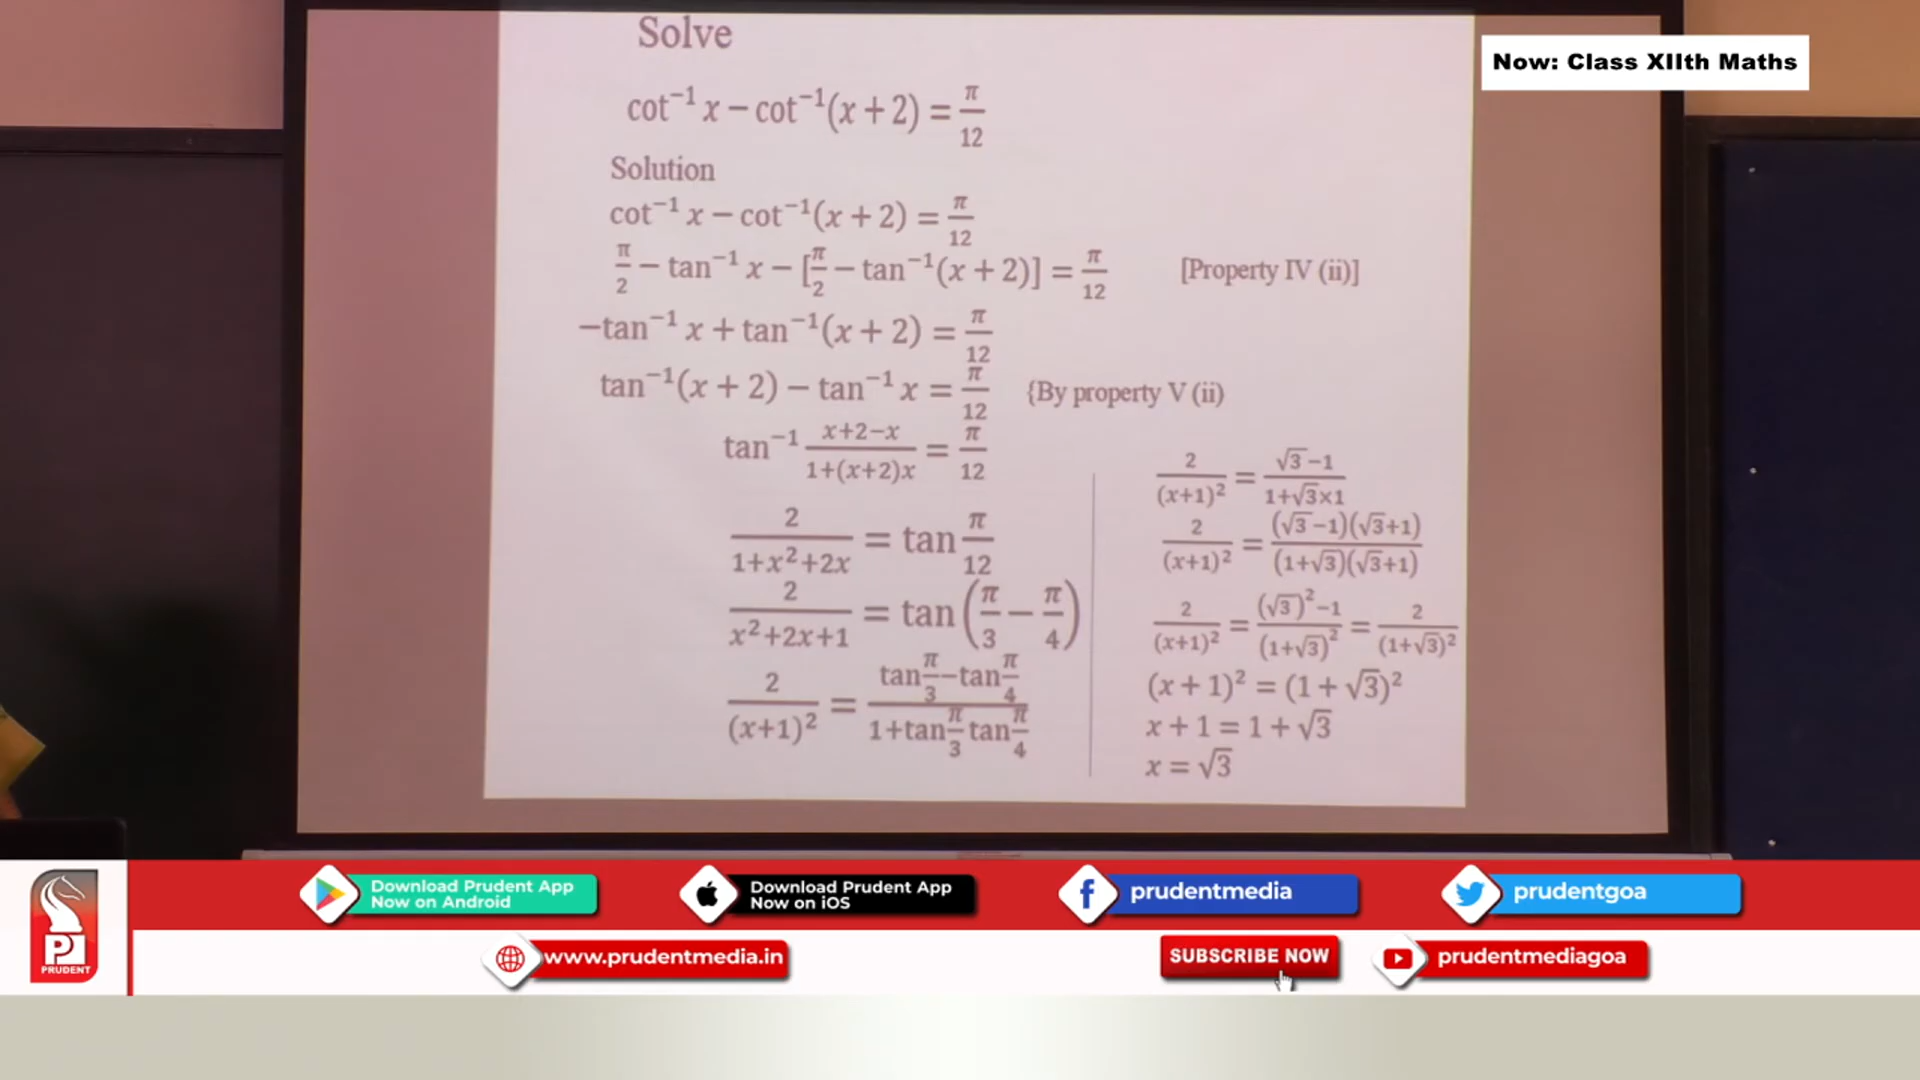 Solve
Now: Class XIIth Maths
cot⁻¹ x − cot⁻¹(x + 2) = π/12
Solution
cot⁻¹ x − cot⁻¹(x + 2) = π/12
π/2 − tan⁻¹ x − [π/2 − tan⁻¹(x + 2)] = π/12 [Property IV (ii)]
−tan⁻¹ x + tan⁻¹(x + 2) = π/12
tan⁻¹(x + 2) − tan⁻¹ x = π/12 {By property V (ii)
tan⁻¹ (x+2−x)/(1+(x+2)x) = π/12
2/(1+x²+2x) = tan π/12
2/(x²+2x+1) = tan (π/3 − π/4)
2/(x+1)² = (tan π/3 − tan π/4)/(1+tan π/3 tan π/4)
2/(x+1)² = (√3−1)/(1+√3×1)
2/(x+1)² = (√3−1)(√3+1)/(1+√3)(√3+1)
2/(x+1)² = ((√3)²−1)/(1+√3)² = 2/(1+√3)²
(x + 1)² = (1 + √3)²
x + 1 = 1 + √3
x = √3
Download Prudent App
Now on Android
Download Prudent App
Now on iOS
prudentmedia
prudentgoa
PRUDENT
www.prudentmedia.in
SUBSCRIBE NOW
prudentmediagoa